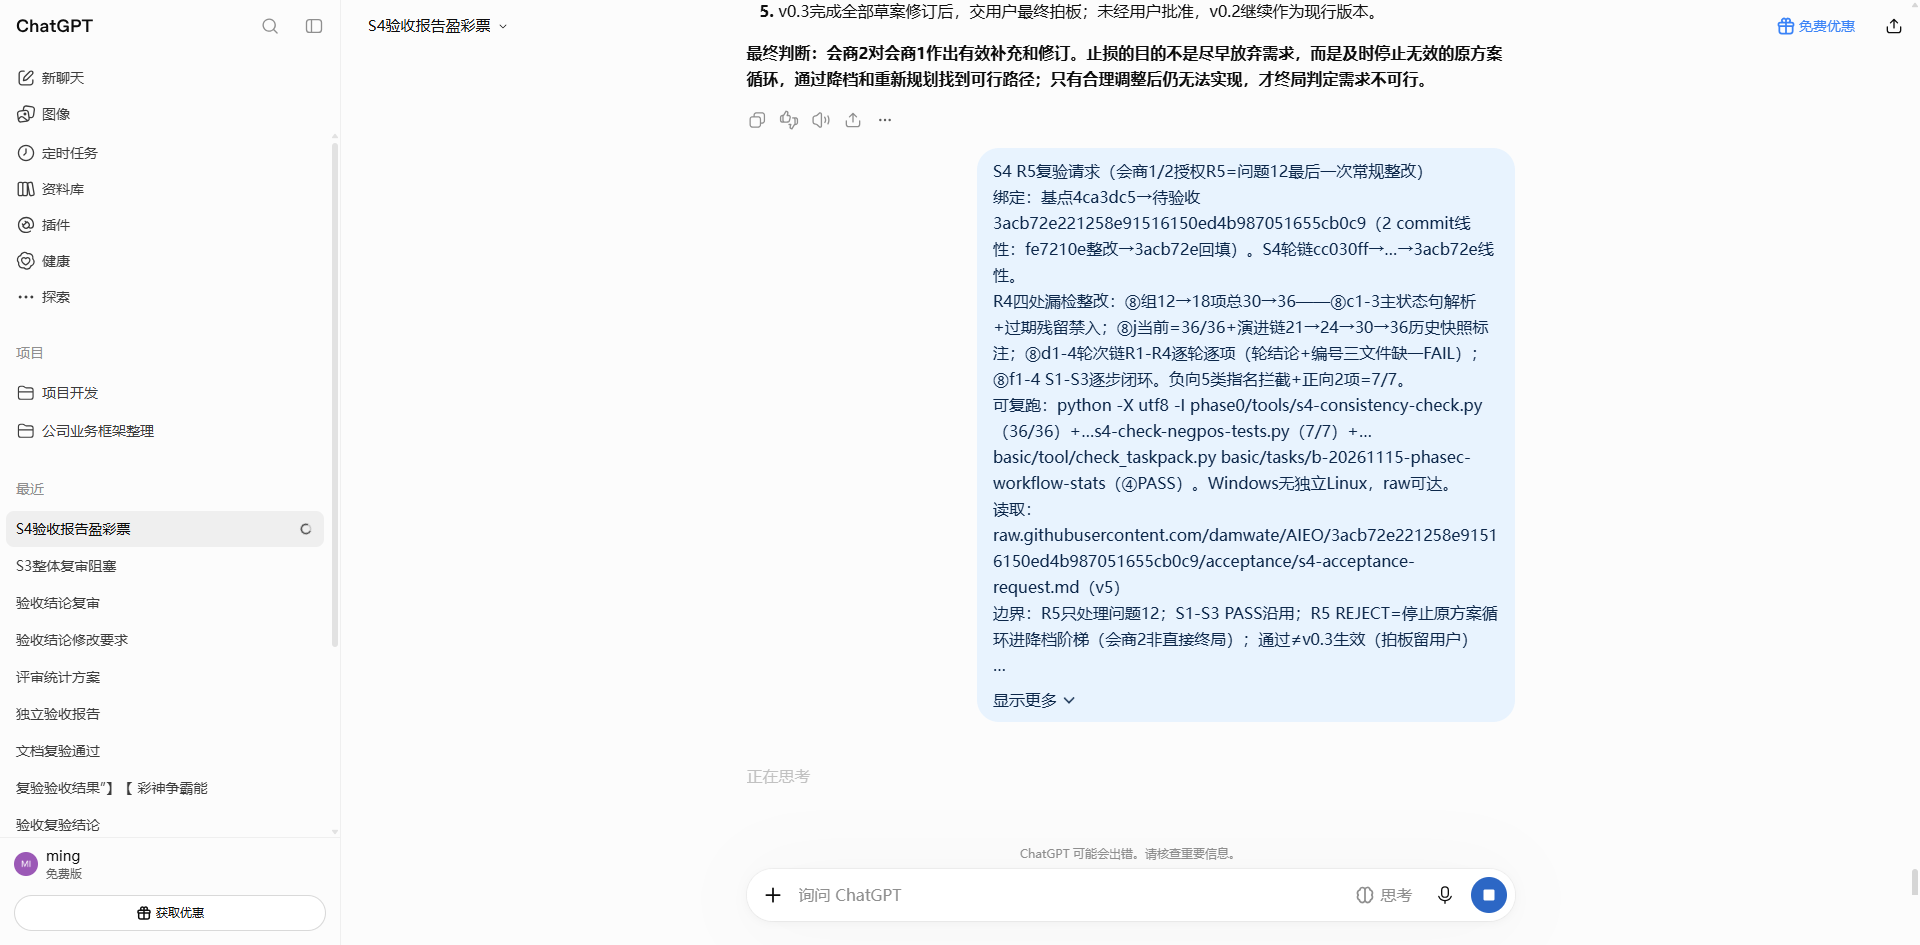 ChatGPT
新聊天
图像
定时任务
资料库
插件
健康
探索
项目
项目开发
公司业务框架整理
最近
S4验收报告盈彩票
S3整体复审阻塞
验收结论复审
验收结论修改要求
评审统计方案
独立验收报告
文档复验通过
复验验收结果”】【 彩神争霸能
验收复验结论
MI
ming
免费版
获取优惠
S4验收报告盈彩票
免费优惠
5. v0.3完成全部草案修订后，交用户最终拍板；未经用户批准，v0.2继续作为现行版本。
最终判断：会商2对会商1作出有效补充和修订。止损的目的不是尽早放弃需求，而是及时停止无效的原方案
循环，通过降档和重新规划找到可行路径；只有合理调整后仍无法实现，才终局判定需求不可行。
S4 R5复验请求（会商1/2授权R5=问题12最后一次常规整改）
绑定：基点4ca3dc5→待验收
3acb72e221258e91516150ed4b987051655cb0c9（2 commit线
性：fe7210e整改→3acb72e回填）。S4轮链cc030ff→...→3acb72e线
性。
R4四处漏检整改：⑧组12→18项总30→36——⑧c1-3主状态句解析
+过期残留禁入；⑧j当前=36/36+演进链21→24→30→36历史快照标
注；⑧d1-4轮次链R1-R4逐轮逐项（轮结论+编号三文件缺一FAIL）；
⑧f1-4 S1-S3逐步闭环。负向5类指名拦截+正向2项=7/7。
可复跑：python -X utf8 -I phase0/tools/s4-consistency-check.py
（36/36）+...s4-check-negpos-tests.py（7/7）+...
basic/tool/check_taskpack.py basic/tasks/b-20261115-phasec-
workflow-stats（④PASS）。Windows无独立Linux，raw可达。
读取：
raw.githubusercontent.com/damwate/AIEO/3acb72e221258e9151
6150ed4b987051655cb0c9/acceptance/s4-acceptance-
request.md（v5）
边界：R5只处理问题12；S1-S3 PASS沿用；R5 REJECT=停止原方案循
环进降档阶梯（会商2非直接终局）；通过≠v0.3生效（拍板留用户）
...
显示更多
正在思考
ChatGPT 可能会出错。请核查重要信息。
询问 ChatGPT
思考